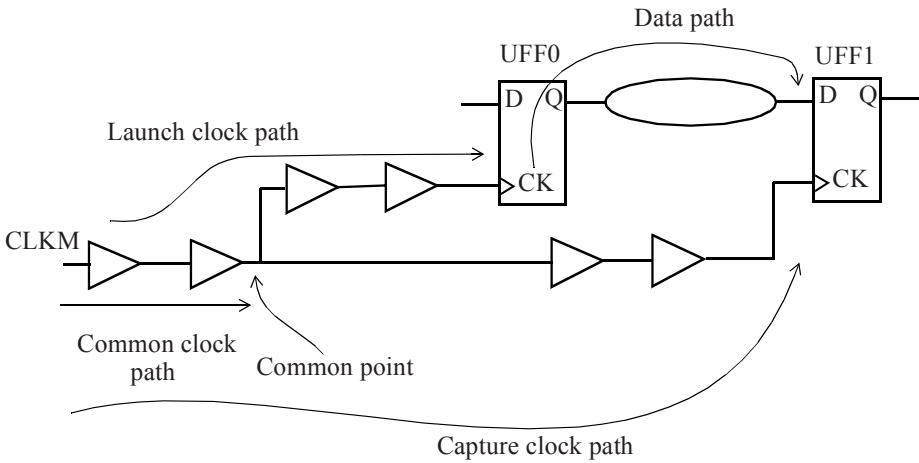 Data path
UFF0
UFF1
D Q
D Q
Launch clock path
CK
CK
CLKM
Common clock
path
Common point
Capture clock path